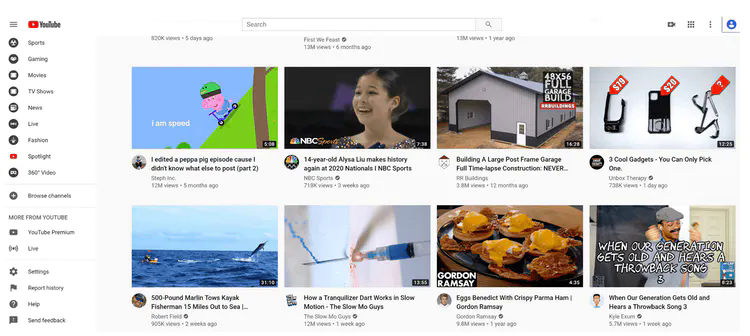 YouTube
Search
820K views • 5 days ago
First We Feast
13M views • 6 months ago
13M views • 1 year ago
Sports
Gaming
Movies
TV Shows
News
Live
Fashion
Spotlight
360° Video
Browse channels
MORE FROM YOUTUBE
YouTube Premium
Live
Settings
Report history
Help
Send feedback
i am speed
5:08
I edited a peppa pig episode cause I
didn't know what else to post (part 2)
Steph Inc.
12M views • 5 months ago
NBC Sports
7:38
14-year-old Alysa Liu makes history
again at 2020 Nationals I NBC Sports
NBC Sports
718K views • 3 weeks ago
48X56
FULL
GARAGE
BUILD
RRBUILDINGS
16:28
Building A Large Post Frame Garage
Full Time-lapse Construction: NEVER...
RR Buildings
3.8M views • 12 months ago
$79
$20
?
12:25
3 Cool Gadgets - You Can Only Pick
One.
Unbox Therapy
738K views • 1 day ago
31:10
500-Pound Marlin Tows Kayak
Fisherman 15 Miles Out to Sea |...
Robert Field
905K views • 2 weeks ago
13:55
How a Tranquilizer Dart Works in Slow
Motion - The Slow Mo Guys
The Slow Mo Guys
12M views • 1 week ago
GORDON
RAMSAY
4:35
Eggs Benedict With Crispy Parma Ham |
Gordon Ramsay
Gordon Ramsay
9.8M views • 1 year ago
WHEN OUR GENERATION
GETS OLD AND HEARS A
THROWBACK SONG
3
8:23
When Our Generation Gets Old and
Hears a Throwback Song 3
Kyle Exum
5.7M views • 1 week ago